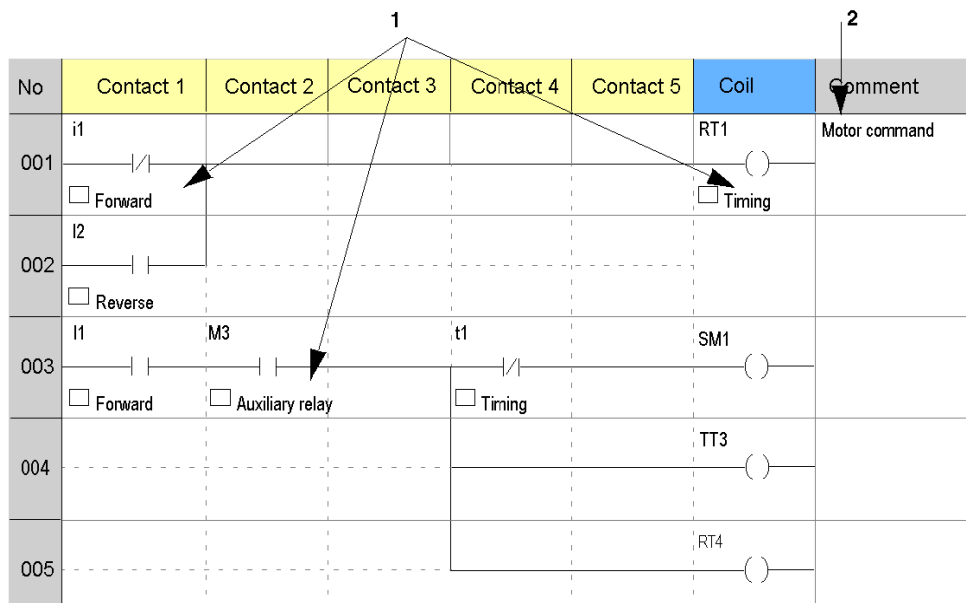 1
2
No Contact 1 Contact 2 Contact 3 Contact 4 Contact 5 Coil Comment
i1 RT1 Motor command
001
Forward Timing
I2
002
Reverse
I1 M3 t1 SM1
003
Forward Auxiliary relay Timing
TT3
004
RT4
005